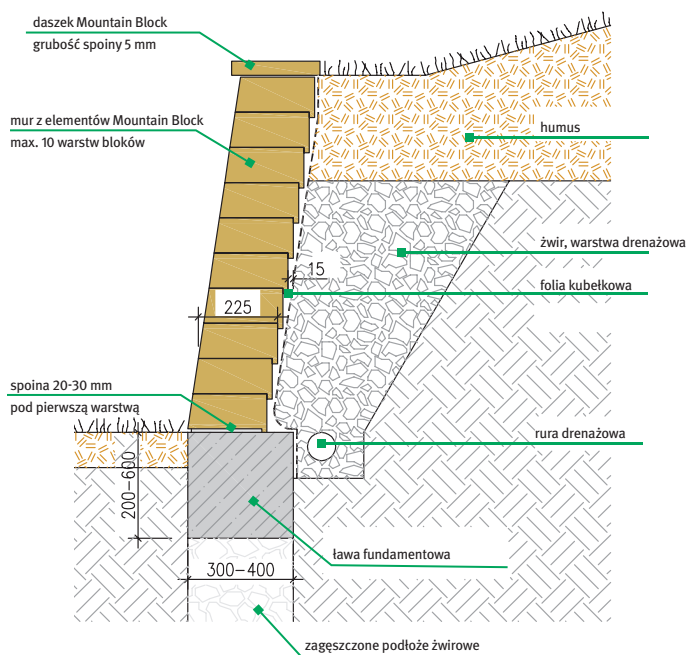 daszek Mountain Block
grubość spoiny 5 mm
mur z elementów Mountain Block
max. 10 warstw bloków
humus
żwir, warstwa drenażowa
15
folia kubełkowa
225
spoina 20-30 mm
pod pierwszą warstwą
rura drenażowa
200-600
ława fundamentowa
300-400
zagęszczone podłoże żwirowe